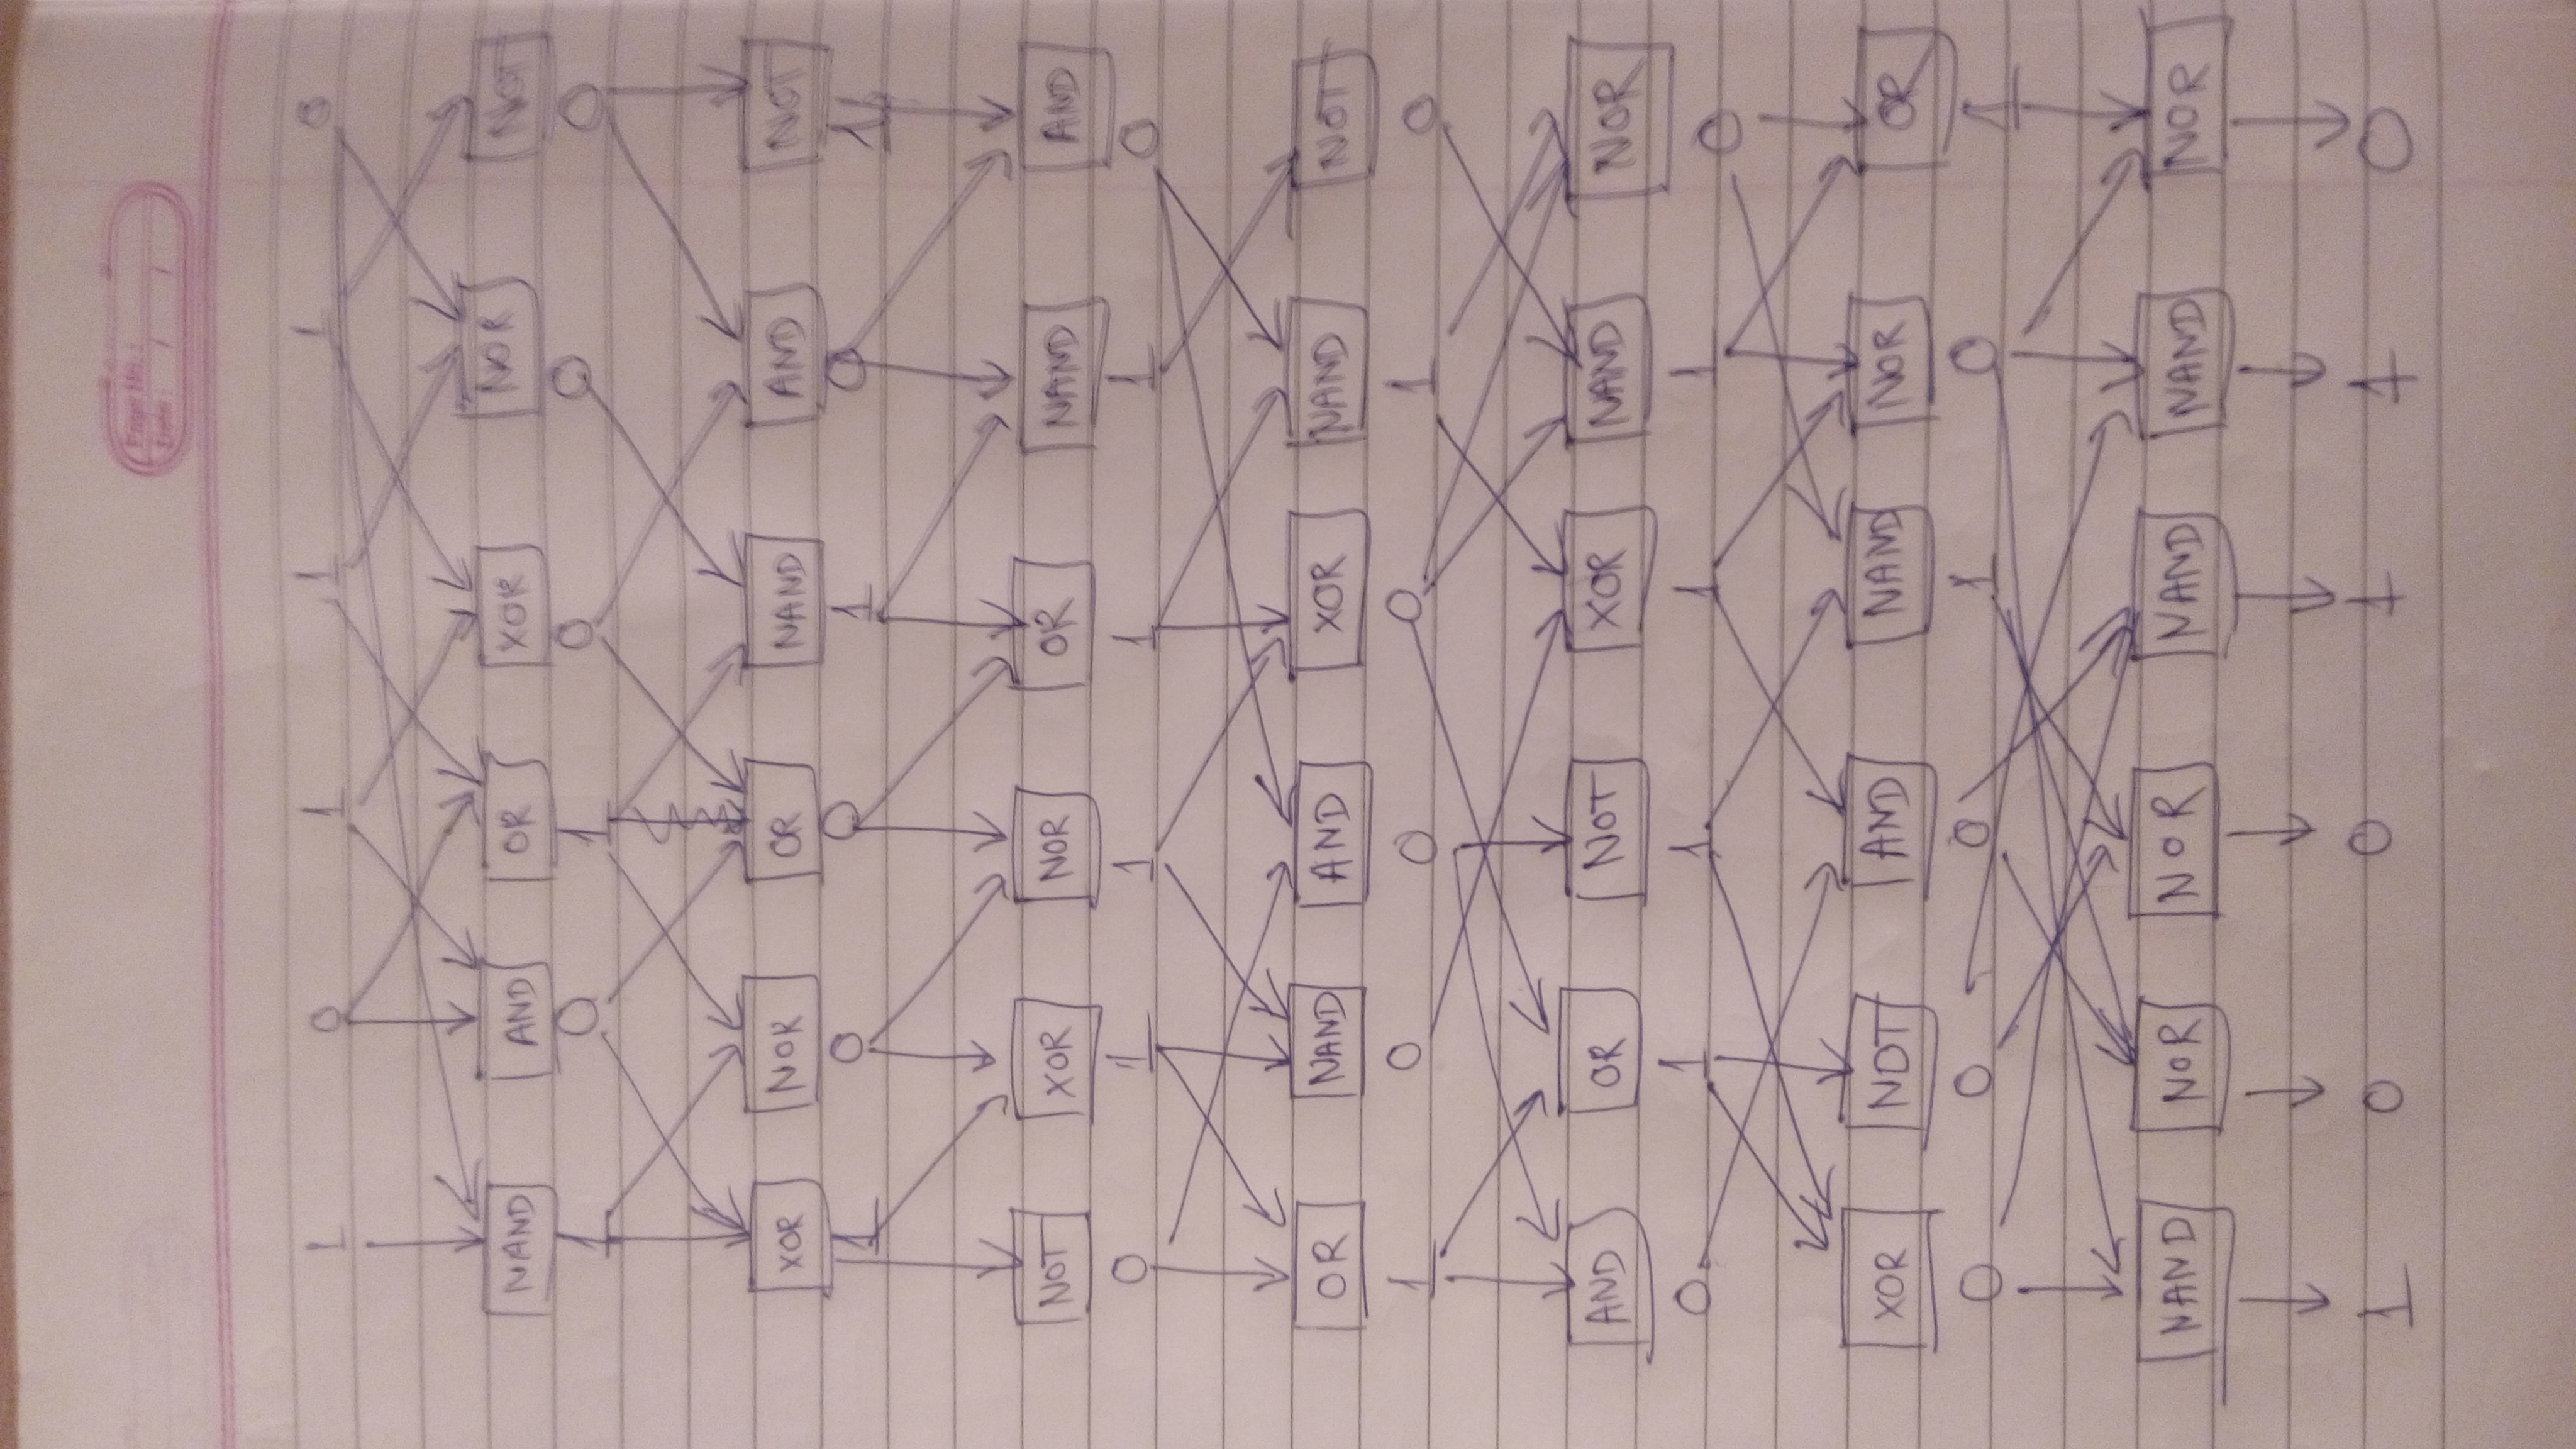 Page No.:
Date: / /
1 0 1 1 1 0
NAND AND OR XOR NOR NOT
1 0 1 0 0 0
XOR NOR OR NAND AND NOT
1 0 0 1 0 1
NOT XOR NOR OR NAND AND
0 1 1 1 1 0
OR NAND AND XOR NAND NOT
1 0 0 0 1 0
AND OR NOT XOR NAND NOR
0 1 1 1 1 0
XOR NOT AND NAND NOR OR
0 0 0 1 0 1
NAND NOR NOR NAND NAND NOR
1 0 0 1 1 0